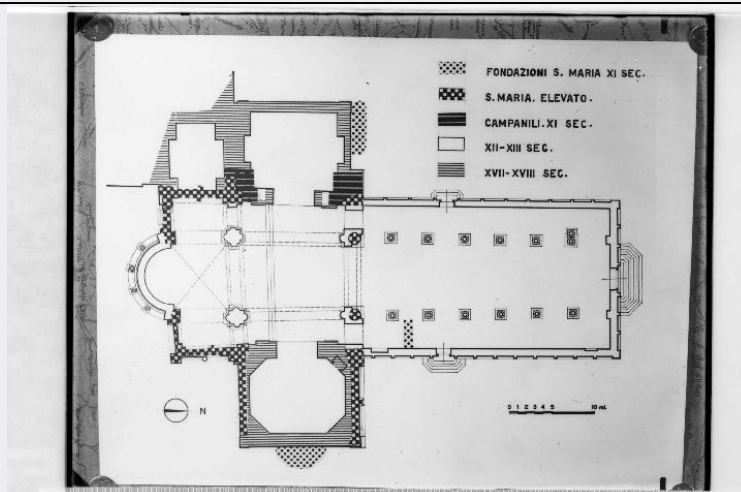 FONDAZIONI S. MARIA XI SEC.
S. MARIA. ELEVATO.
CAMPANILI. XI SEC.
XII-XIII SEC.
XVII-XVIII SEC.
N
0 1 2 3 4 5 10 mt.